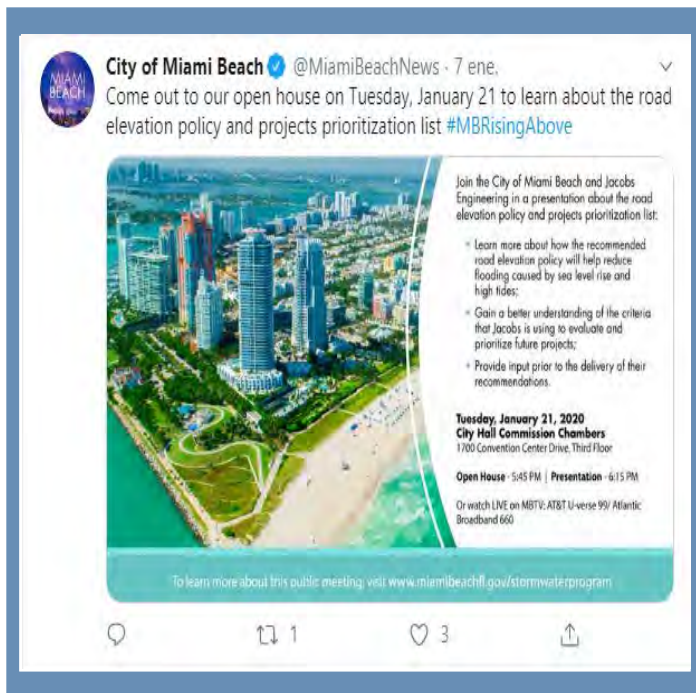 MIAMI
BEACH
City of Miami Beach @MiamiBeachNews · 7 ene.
Come out to our open house on Tuesday, January 21 to learn about the road
elevation policy and projects prioritization list #MBRisingAbove
Join the City of Miami Beach and Jacobs
Engineering in a presentation about the road
elevation policy and projects prioritization list:
• Learn more about how the recommended
road elevation policy will help reduce
flooding caused by sea level rise and
high tides;
• Gain a better understanding of the criteria
that Jacobs is using to evaluate and
prioritize future projects;
• Provide input prior to the delivery of their
recommendations.
Tuesday, January 21, 2020
City Hall Commission Chambers
1700 Convention Center Drive, Third Floor
Open House - 5:45 PM | Presentation - 6:15 PM
Or watch LIVE on MBTV: AT&T U-verse 99/ Atlantic
Broadband 660
To learn more about this public meeting, visit www.miamibeachfl.gov/stormwaterprogram
1 3